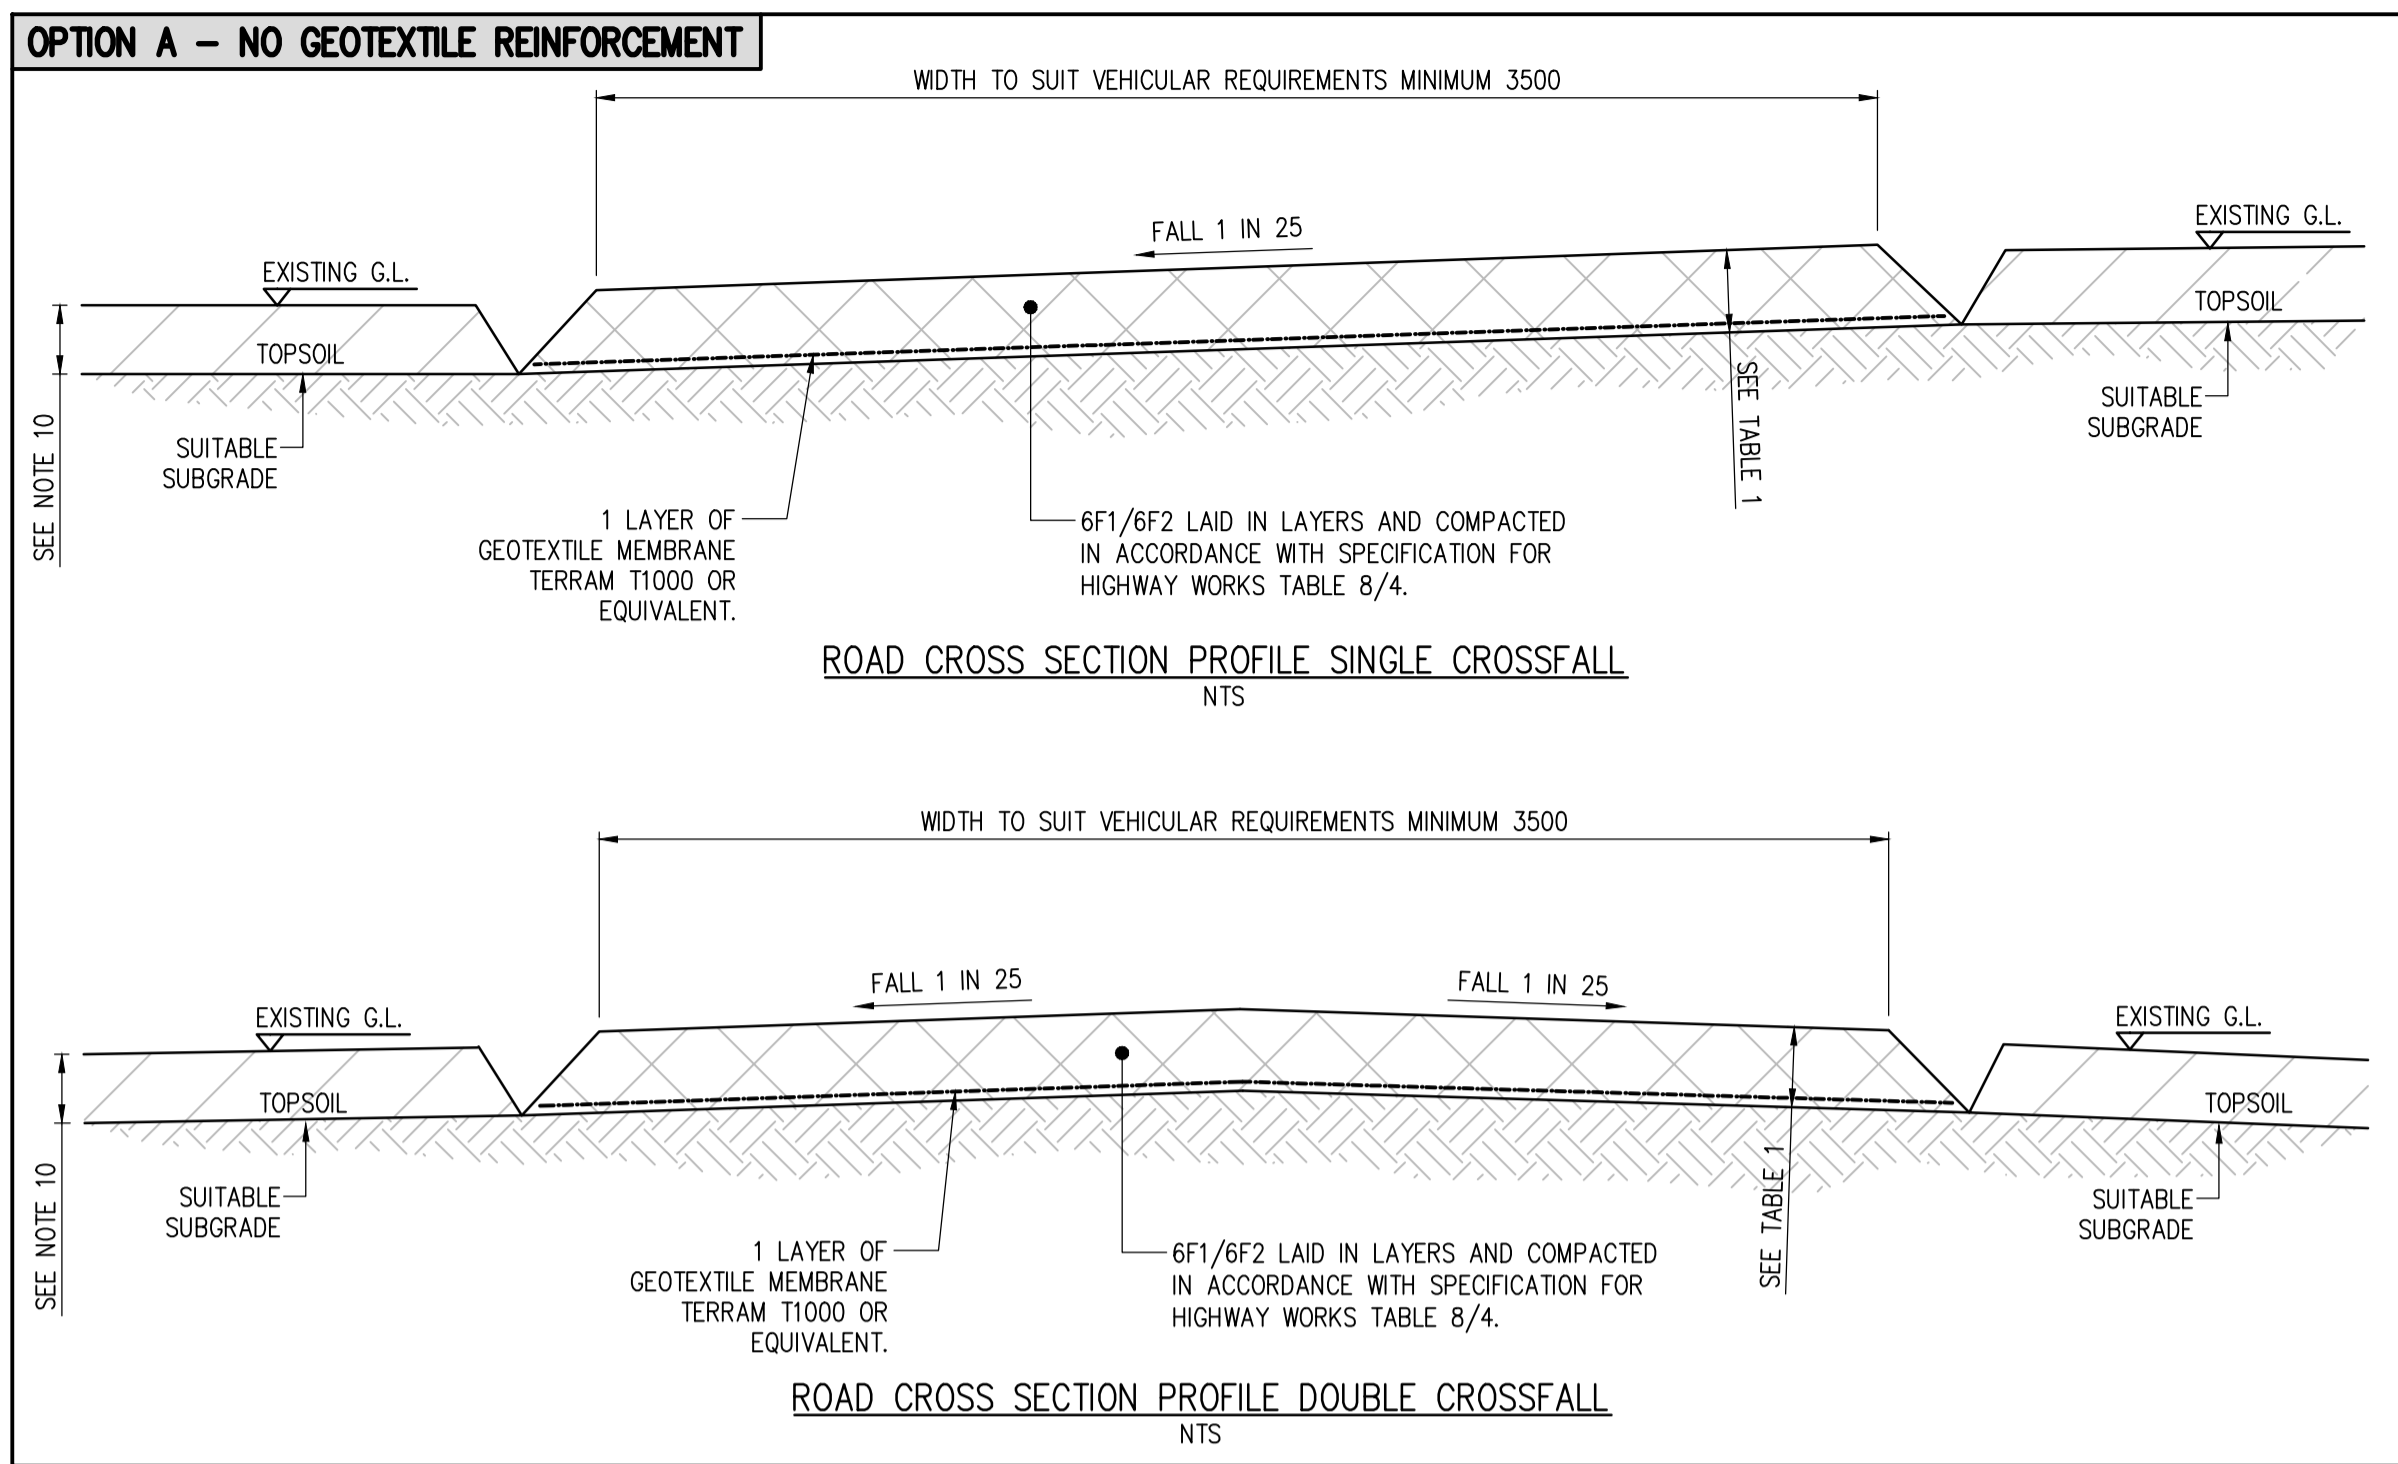 OPTION A – NO GEOTEXTILE REINFORCEMENT
WIDTH TO SUIT VEHICULAR REQUIREMENTS MINIMUM 3500
FALL 1 IN 25
EXISTING G.L.
EXISTING G.L.
TOPSOIL
TOPSOIL
SEE NOTE 10
SUITABLE
SUBGRADE
SEE TABLE 1
SUITABLE
SUBGRADE
1 LAYER OF
GEOTEXTILE MEMBRANE
TERRAM T1000 OR
EQUIVALENT.
6F1/6F2 LAID IN LAYERS AND COMPACTED
IN ACCORDANCE WITH SPECIFICATION FOR
HIGHWAY WORKS TABLE 8/4.
ROAD CROSS SECTION PROFILE SINGLE CROSSFALL
NTS
WIDTH TO SUIT VEHICULAR REQUIREMENTS MINIMUM 3500
FALL 1 IN 25
FALL 1 IN 25
EXISTING G.L.
EXISTING G.L.
TOPSOIL
TOPSOIL
SEE NOTE 10
SUITABLE
SUBGRADE
SEE TABLE 1
SUITABLE
SUBGRADE
1 LAYER OF
GEOTEXTILE MEMBRANE
TERRAM T1000 OR
EQUIVALENT.
6F1/6F2 LAID IN LAYERS AND COMPACTED
IN ACCORDANCE WITH SPECIFICATION FOR
HIGHWAY WORKS TABLE 8/4.
ROAD CROSS SECTION PROFILE DOUBLE CROSSFALL
NTS